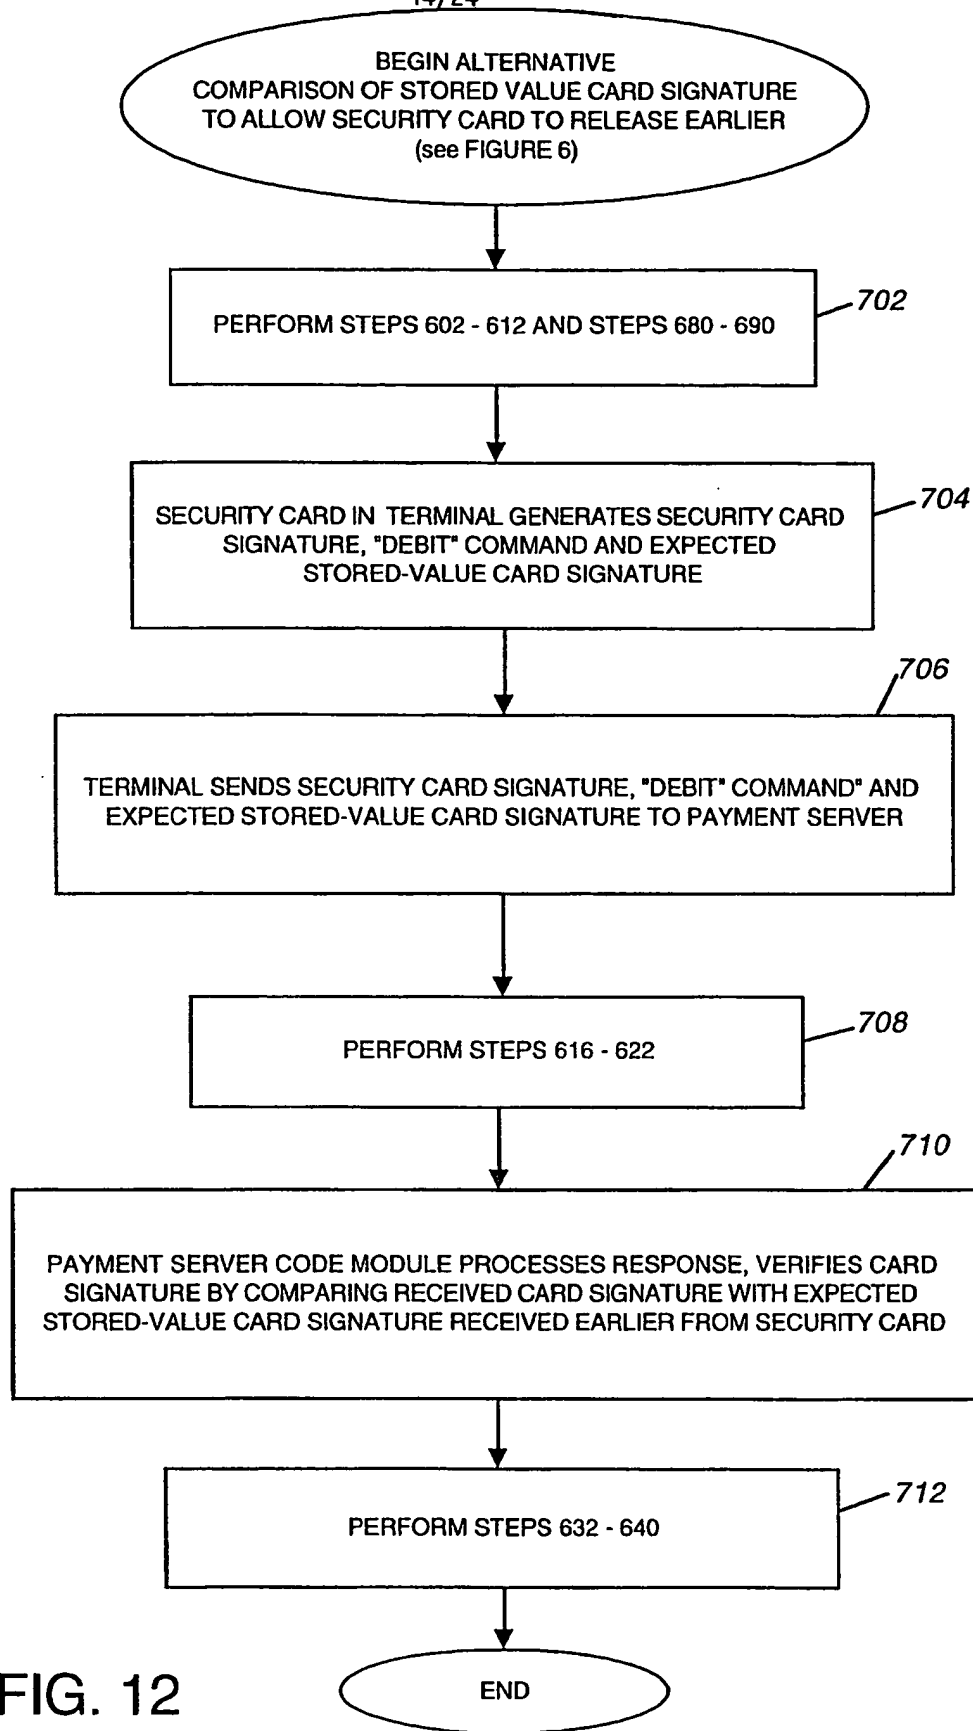 14/24
BEGIN ALTERNATIVE
COMPARISON OF STORED VALUE CARD SIGNATURE
TO ALLOW SECURITY CARD TO RELEASE EARLIER
(see FIGURE 6)
PERFORM STEPS 602 - 612 AND STEPS 680 - 690
702
SECURITY CARD IN TERMINAL GENERATES SECURITY CARD
SIGNATURE, "DEBIT" COMMAND AND EXPECTED
STORED-VALUE CARD SIGNATURE
704
706
TERMINAL SENDS SECURITY CARD SIGNATURE, "DEBIT" COMMAND" AND
EXPECTED STORED-VALUE CARD SIGNATURE TO PAYMENT SERVER
PERFORM STEPS 616 - 622
708
710
PAYMENT SERVER CODE MODULE PROCESSES RESPONSE, VERIFIES CARD
SIGNATURE BY COMPARING RECEIVED CARD SIGNATURE WITH EXPECTED
STORED-VALUE CARD SIGNATURE RECEIVED EARLIER FROM SECURITY CARD
PERFORM STEPS 632 - 640
712
END
FIG. 12